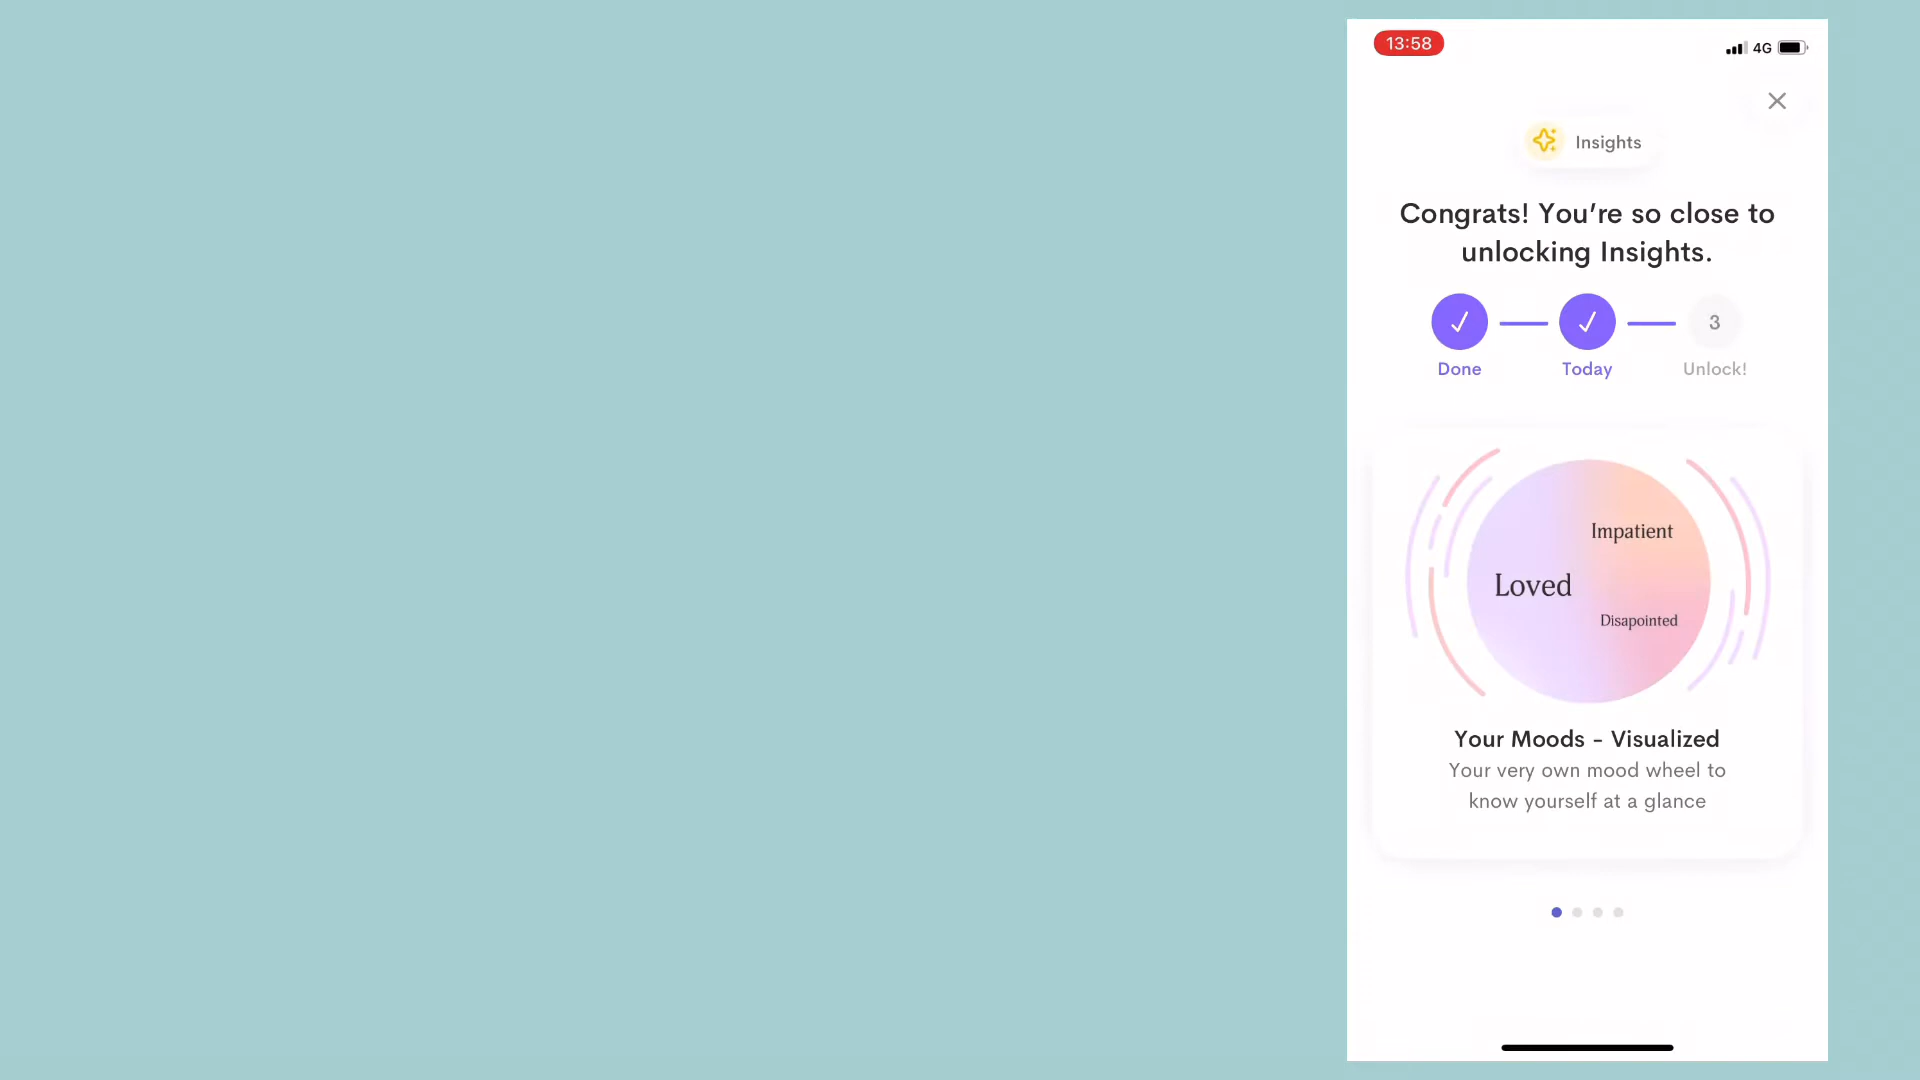 13:58
4G
Insights
Congrats! You’re so close to
unlocking Insights.
3
Done
Today
Unlock!
Impatient
Loved
Disapointed
Your Moods - Visualized
Your very own mood wheel to
know yourself at a glance